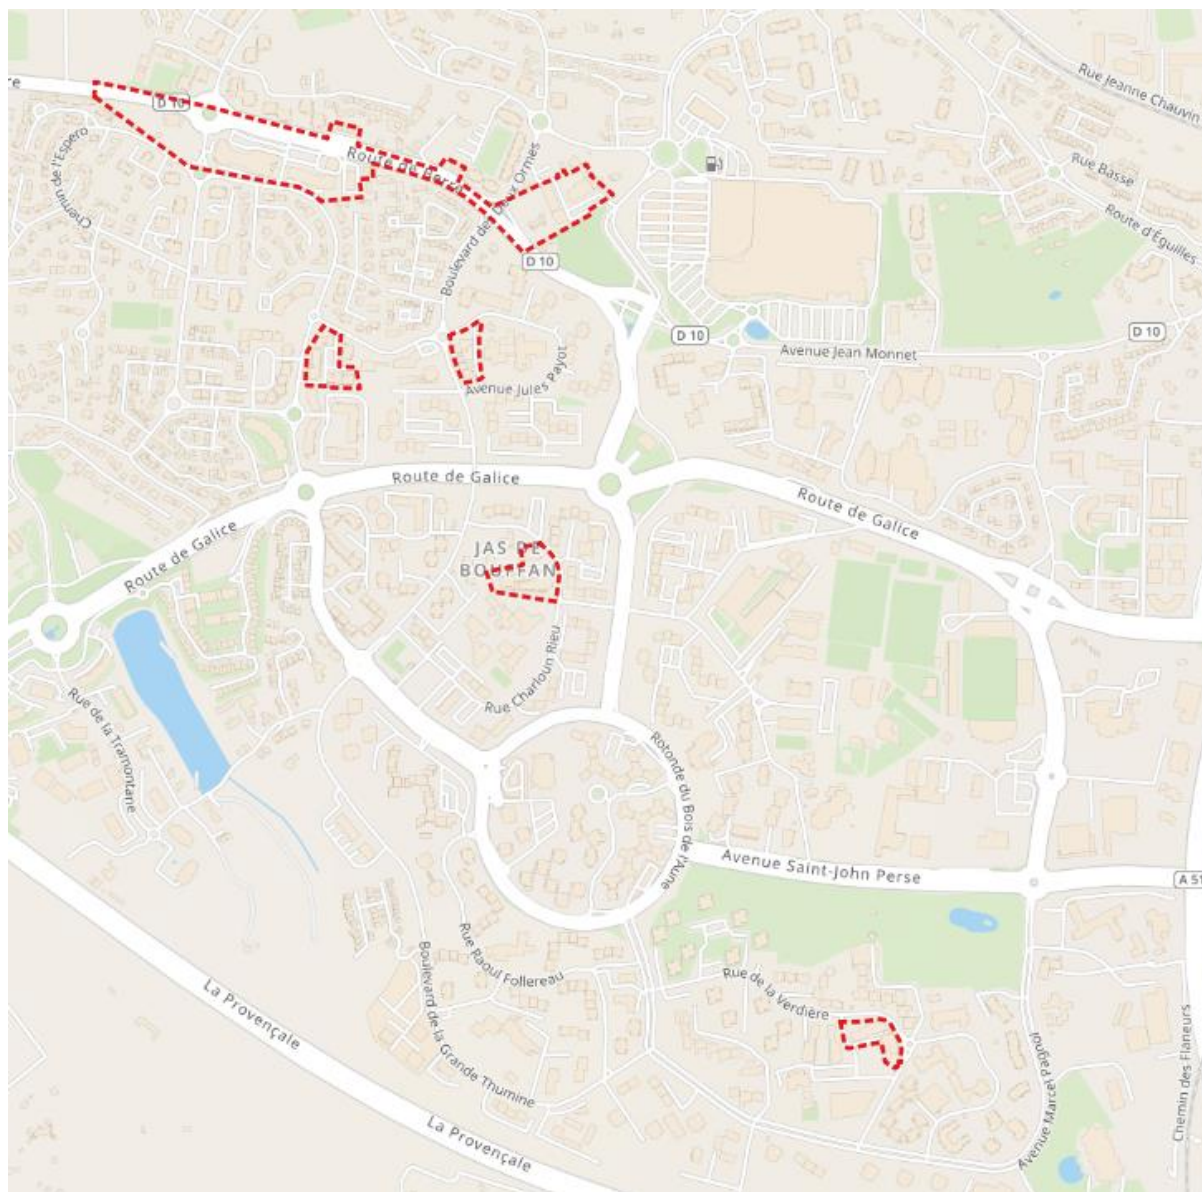 re
D 10
Rue Jeanne Chauvin
Chemin de l'Espero
Route de Berre
Boulevard des Deux Ormes
Rue Basse
Route d'Éguilles
D 10
D 10
D 10
Avenue Jean Monnet
Avenue Jules Payot
Route de Galice
Route de Galice
Route de Galice
JAS DE
BOUFFAN
Rue Charloun Rieu
Rue de la Tramontane
Rotonde du Bois de l'Aune
Avenue Saint-John Perse
A 51
Rue Raoul Follereau
Boulevard de la Grande Thumine
Rue de la Verdière
La Provençale
La Provençale
Avenue Marcel Pagnol
Chemin des Flaneurs